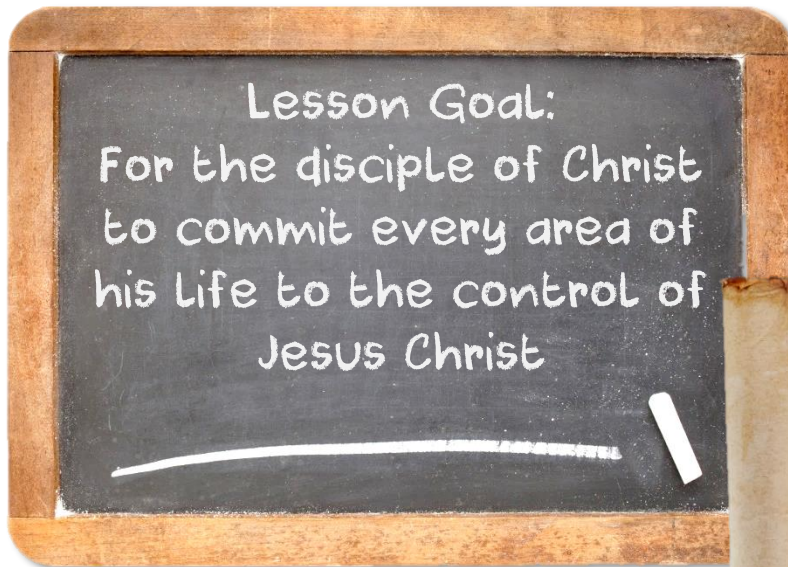 Lesson Goal:
For the disciple of Christ
to commit every area of
his life to the control of
Jesus Christ